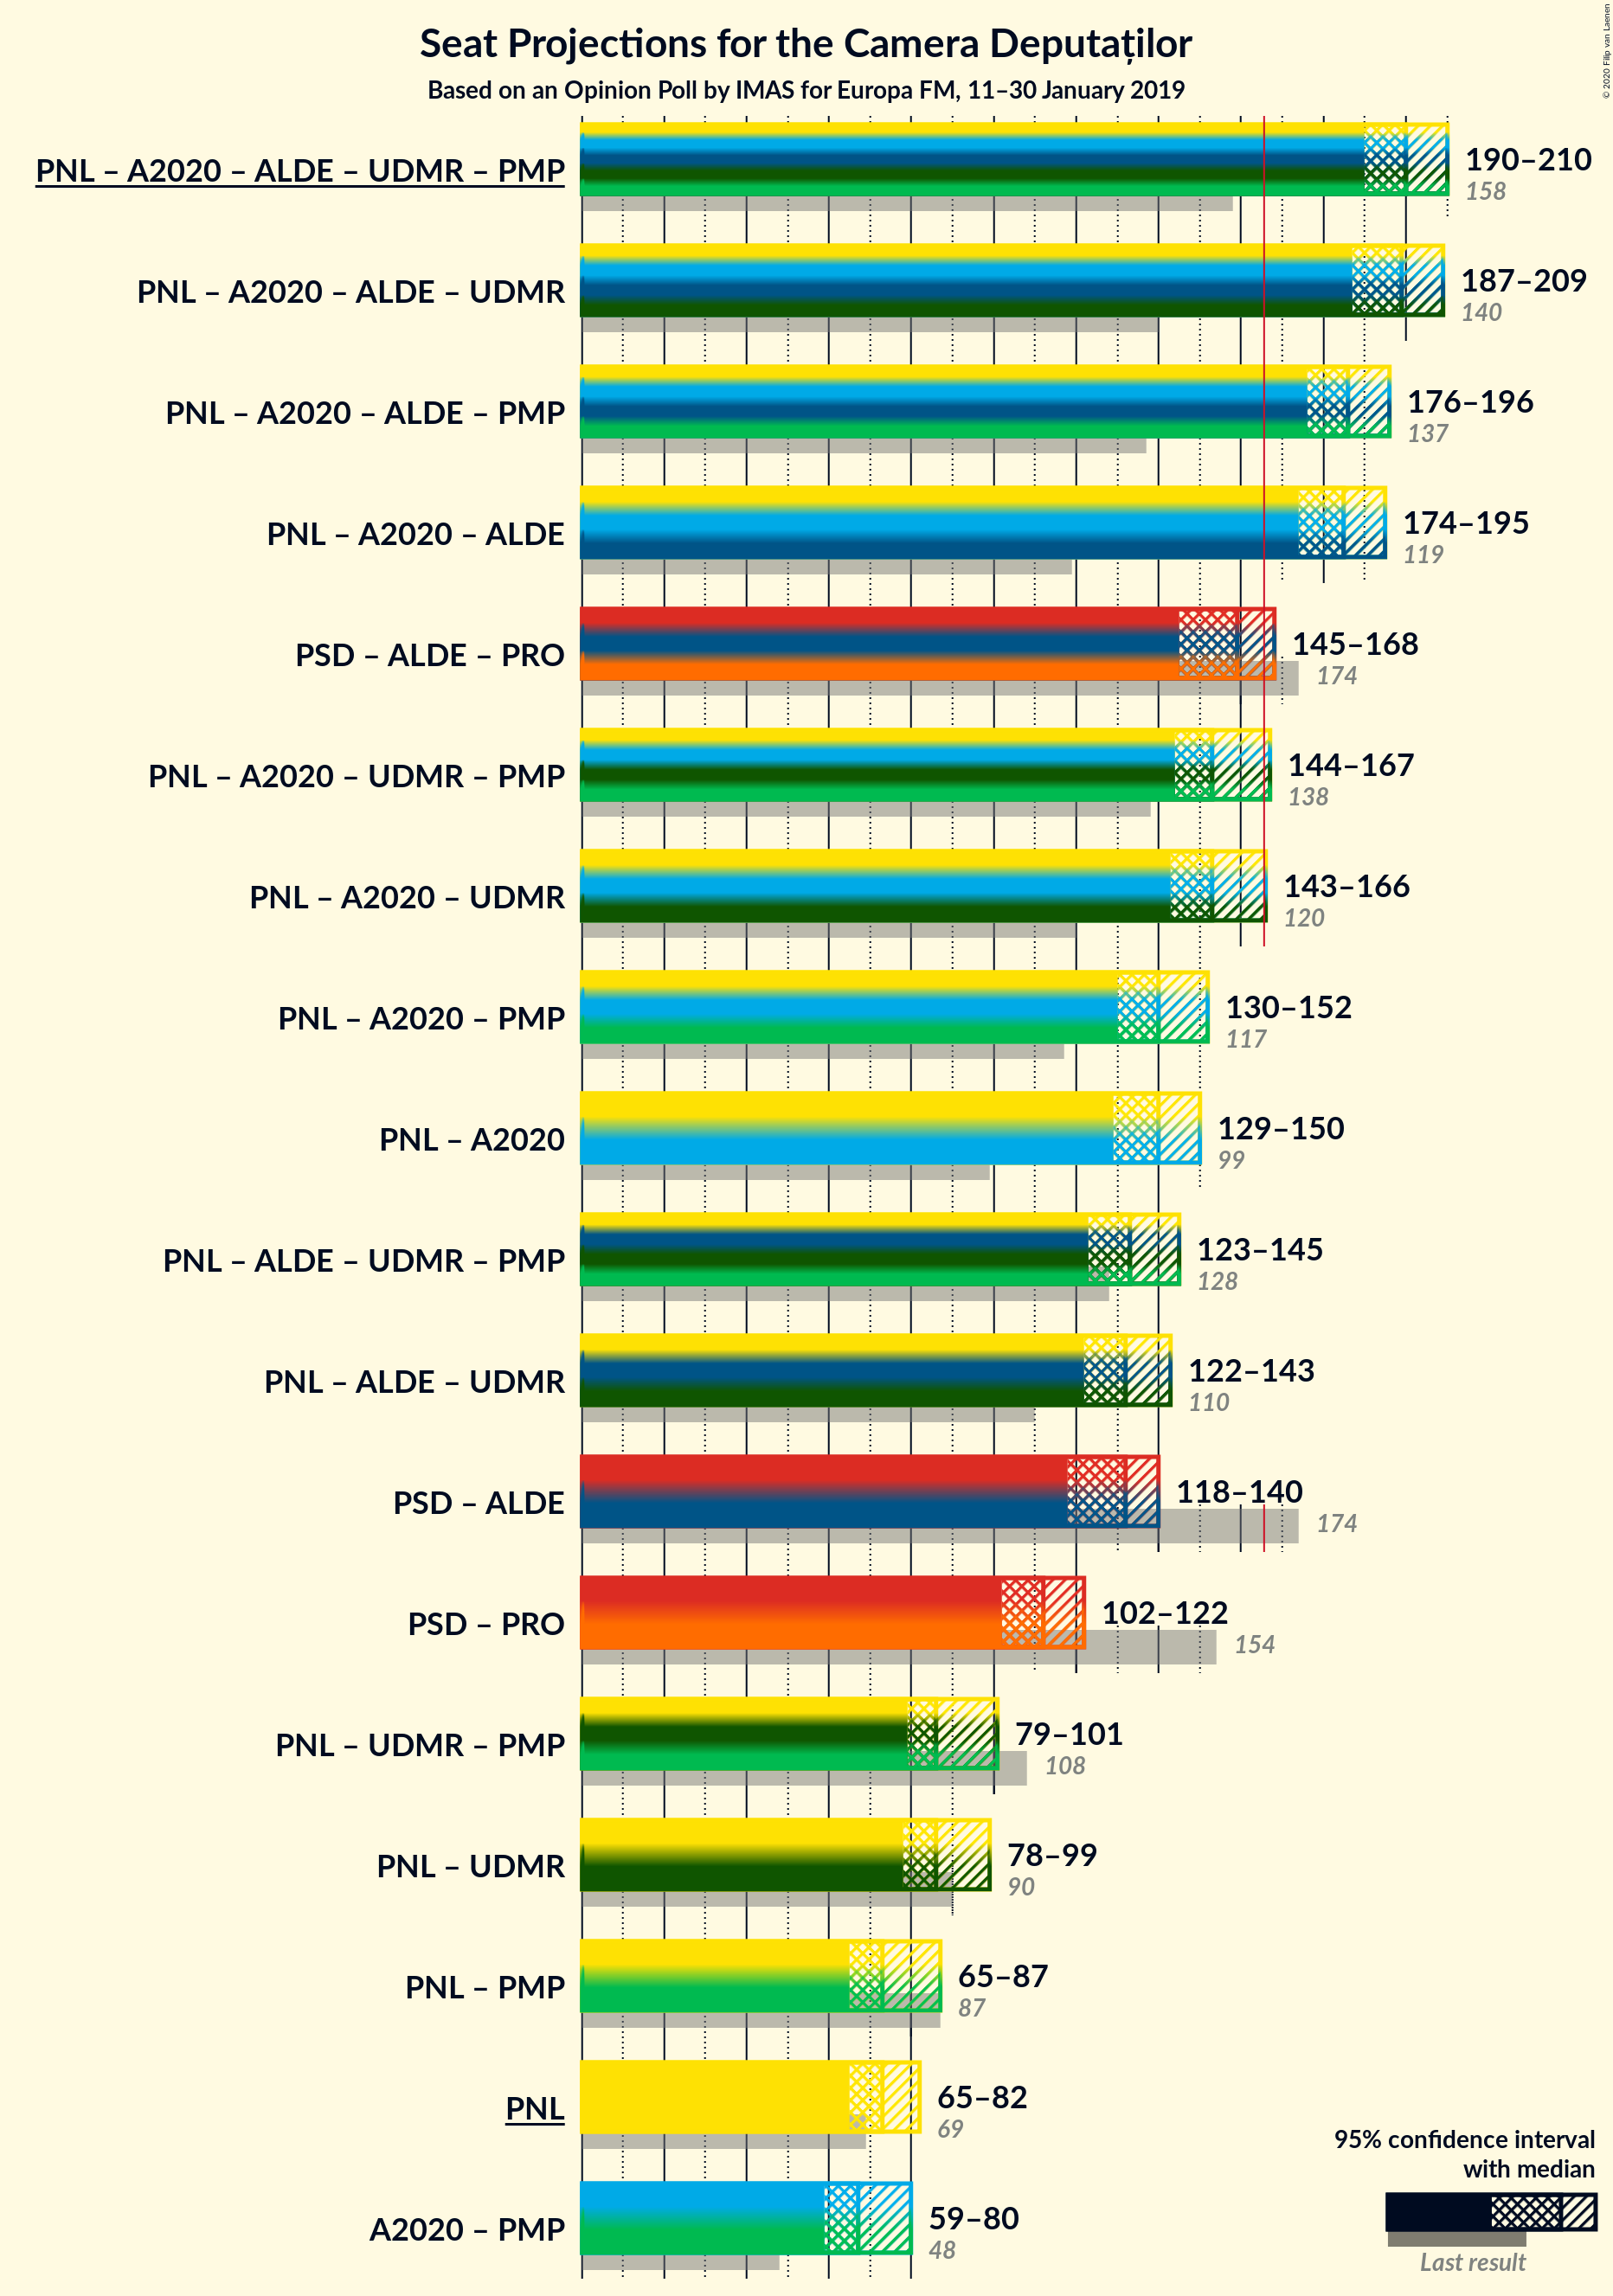 Seat Projections for the Camera Deputaților
Based on an Opinion Poll by IMAS for Europa FM, 11–30 January 2019
© 2020 Filip van Laenen
PNL – A2020 – ALDE – UDMR – PMP
190–210
158
PNL – A2020 – ALDE – UDMR
187–209
140
PNL – A2020 – ALDE – PMP
176–196
137
PNL – A2020 – ALDE
174–195
119
PSD – ALDE – PRO
145–168
174
PNL – A2020 – UDMR – PMP
144–167
138
PNL – A2020 – UDMR
143–166
120
PNL – A2020 – PMP
130–152
117
PNL – A2020
129–150
99
PNL – ALDE – UDMR – PMP
123–145
128
PNL – ALDE – UDMR
122–143
110
PSD – ALDE
118–140
174
PSD – PRO
102–122
154
PNL – UDMR – PMP
79–101
108
PNL – UDMR
78–99
90
PNL – PMP
65–87
87
PNL
65–82
69
A2020 – PMP
59–80
48
95% confidence interval
with median
Last result